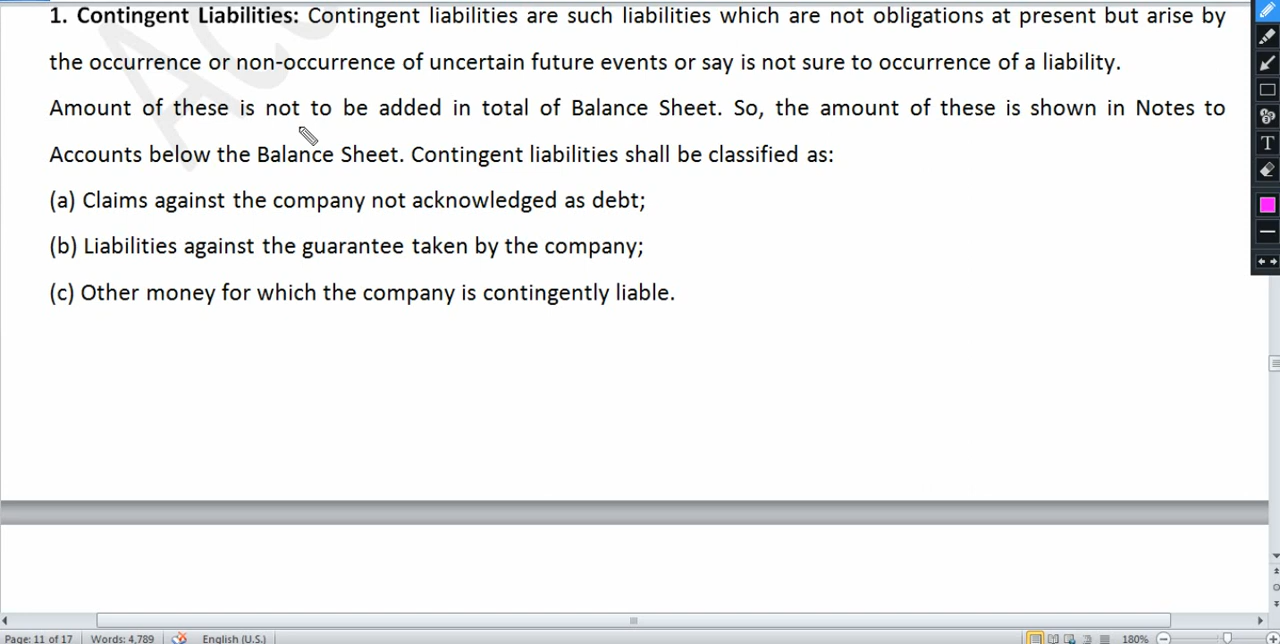 1. Contingent Liabilities: Contingent liabilities are such liabilities which are not obligations at present but arise by
the occurrence or non-occurrence of uncertain future events or say is not sure to occurrence of a liability.
Amount of these is not to be added in total of Balance Sheet. So, the amount of these is shown in Notes to
Accounts below the Balance Sheet. Contingent liabilities shall be classified as:
(a) Claims against the company not acknowledged as debt;
(b) Liabilities against the guarantee taken by the company;
(c) Other money for which the company is contingently liable.
Page: 11 of 17 Words: 4,789 English (U.S.) 180%